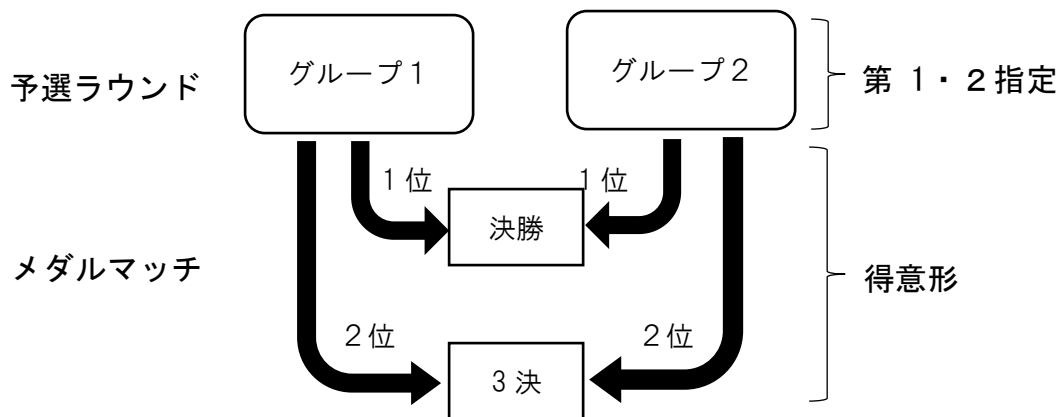 グループ１
グループ２
予選ラウンド
第 1・２指定
1 位
1 位
決勝
メダルマッチ
得意形
２位
２位
３決